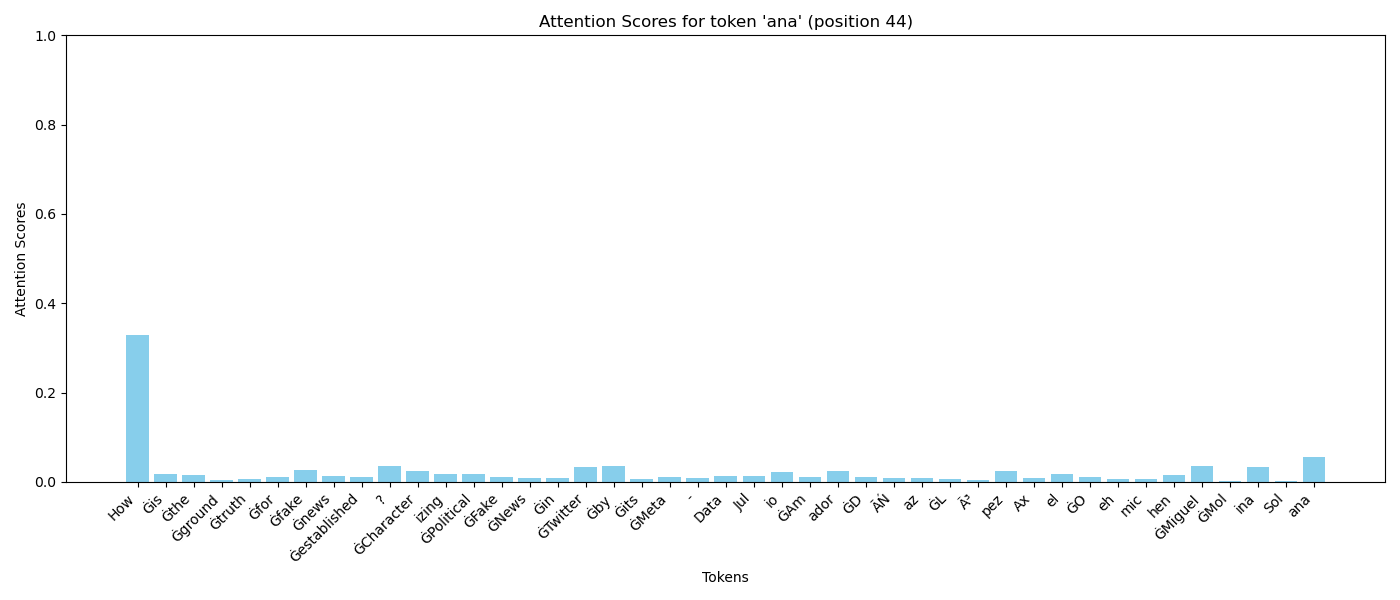 Attention Scores for token 'ana' (position 44)
1.0
0.8
0.6
0.4
0.2
0.0
Attention Scores
How Ġis Ġthe Ġground Ġtruth Ġfor Ġfake Ġnews Ġestablished ? ĠCharacter izing ĠPolitical ĠFake ĠNews Ġin ĠTwitter Ġby Ġits ĠMeta - Data Jul io ĠAm ador ĠD ÃŃ az ĠL Ã³ pez Ax el ĠO eh mic hen ĠMiguel ĠMol ina Sol ana
Tokens